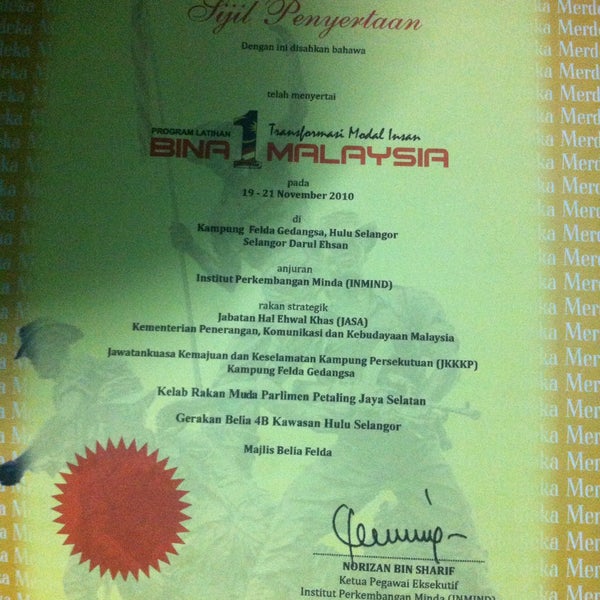 Sijil Penyertaan
Dengan ini disahkan bahawa
telah menyertai
PROGRAM LATIHAN Transformasi Modal Insan
BINA 1 MALAYSIA
pada
19 - 21 November 2010
di
Kampung Felda Gedangsa, Hulu Selangor
Selangor Darul Ehsan
anjuran
Institut Perkembangan Minda (INMIND)
rakan strategik
Jabatan Hal Ehwal Khas (JASA)
Kementerian Penerangan, Komunikasi dan Kebudayaan Malaysia
Jawatankuasa Kemajuan dan Keselamatan Kampung Persekutuan (JKKKP)
Kampung Felda Gedangsa
Kelab Rakan Muda Parlimen Petaling Jaya Selatan
Gerakan Belia 4B Kawasan Hulu Selangor
Majlis Belia Felda
NORIZAN BIN SHARIF
Ketua Pegawai Eksekutif
Institut Perkembangan Minda (INMIND)